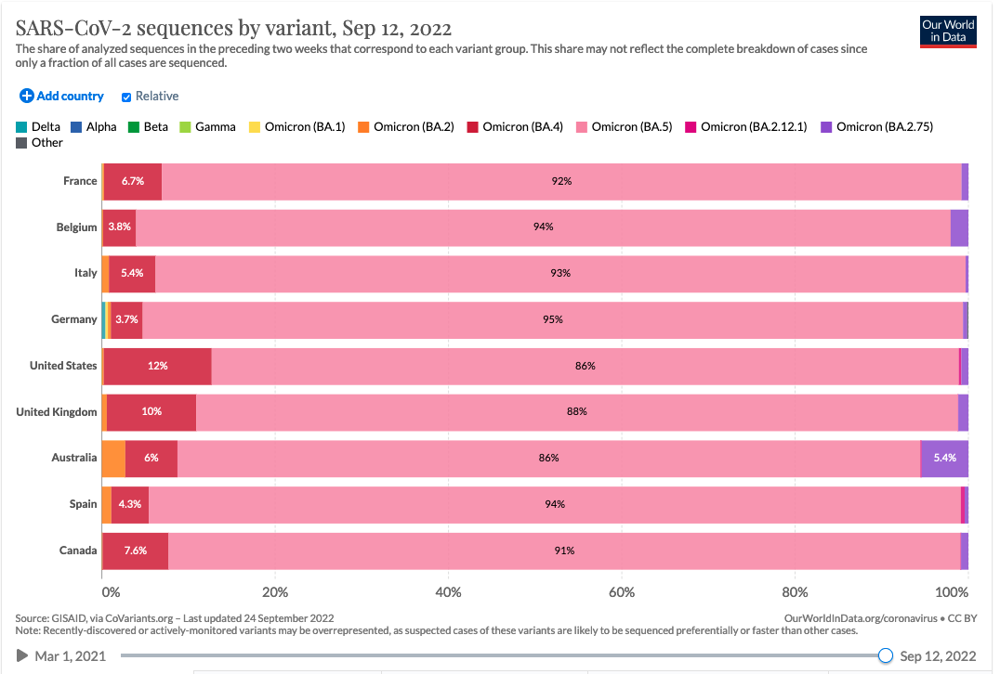 SARS-CoV-2 sequences by variant, Sep 12, 2022
Our World
in Data
The share of analyzed sequences in the preceding two weeks that correspond to each variant group. This share may not reflect the complete breakdown of cases since
only a fraction of all cases are sequenced.
Add country
Relative
Delta Alpha Beta Gamma Omicron (BA.1) Omicron (BA.2) Omicron (BA.4) Omicron (BA.5) Omicron (BA.2.12.1) Omicron (BA.2.75)
Other
France 6.7% 92%
Belgium 3.8% 94%
Italy 5.4% 93%
Germany 3.7% 95%
United States 12% 86%
United Kingdom 10% 88%
Australia 6% 86% 5.4%
Spain 4.3% 94%
Canada 7.6% 91%
0% 20% 40% 60% 80% 100%
Source: GISAID, via CoVariants.org – Last updated 24 September 2022 OurWorldInData.org/coronavirus • CC BY
Note: Recently-discovered or actively-monitored variants may be overrepresented, as suspected cases of these variants are likely to be sequenced preferentially or faster than other cases.
Mar 1, 2021 Sep 12, 2022